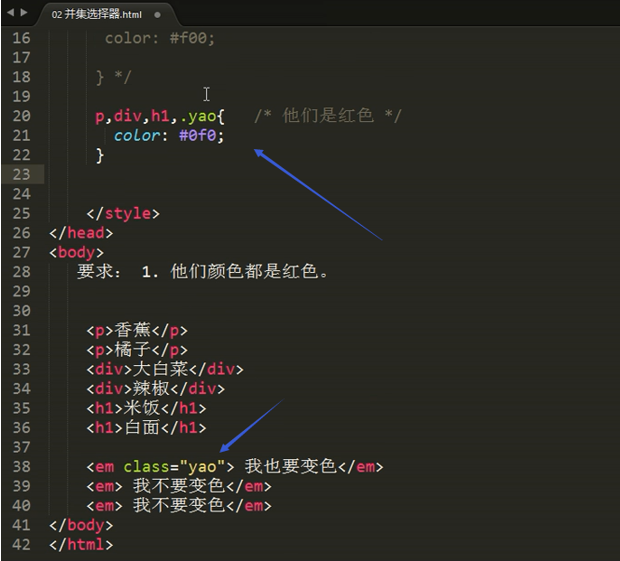 02 并集选择器.html
16 color: #f00;
17
18 } */
19
20 p,div,h1,.yao{ /* 他们是红色 */
21 color: #0f0;
22 }
23
24
25 </style>
26 </head>
27 <body>
28 要求： 1. 他们颜色都是红色。
29
30
31 <p>香蕉</p>
32 <p>橘子</p>
33 <div>大白菜</div>
34 <div>辣椒</div>
35 <h1>米饭</h1>
36 <h1>白面</h1>
37
38 <em class="yao"> 我也要变色</em>
39 <em> 我不要变色</em>
40 <em> 我不要变色</em>
41 </body>
42 </html>